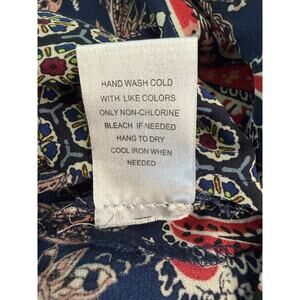 HAND WASH COLD
WITH LIKE COLORS
ONLY NON-CHLORINE
BLEACH IF NEEDED
HANG TO DRY
COOL IRON WHEN
NEEDED